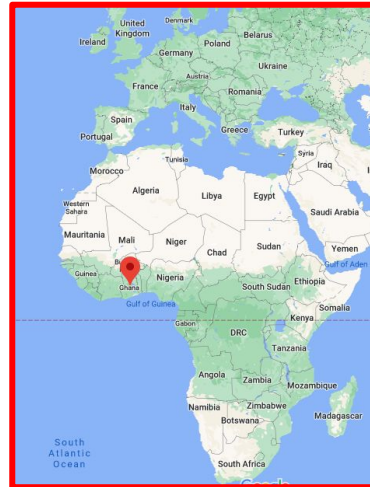 United
Kingdom
Denmark
Ireland
Poland
Belarus
Germany
Ukraine
Austria
France
Romania
Italy
Spain
Portugal
Greece
Turkey
Syria
Tunisia
Iraq
Morocco
Algeria
Libya
Egypt
Western
Sahara
Saudi Arabia
Mauritania
Mali
Niger
Chad
Sudan
Yemen
Gulf of Aden
Guinea
Ghana
Nigeria
South Sudan
Ethiopia
Gulf of Guinea
Somalia
Gabon
Kenya
DRC
Tanzania
Angola
Zambia
Mozambique
Namibia
Zimbabwe
Botswana
Madagascar
South
Atlantic
Ocean
South Africa